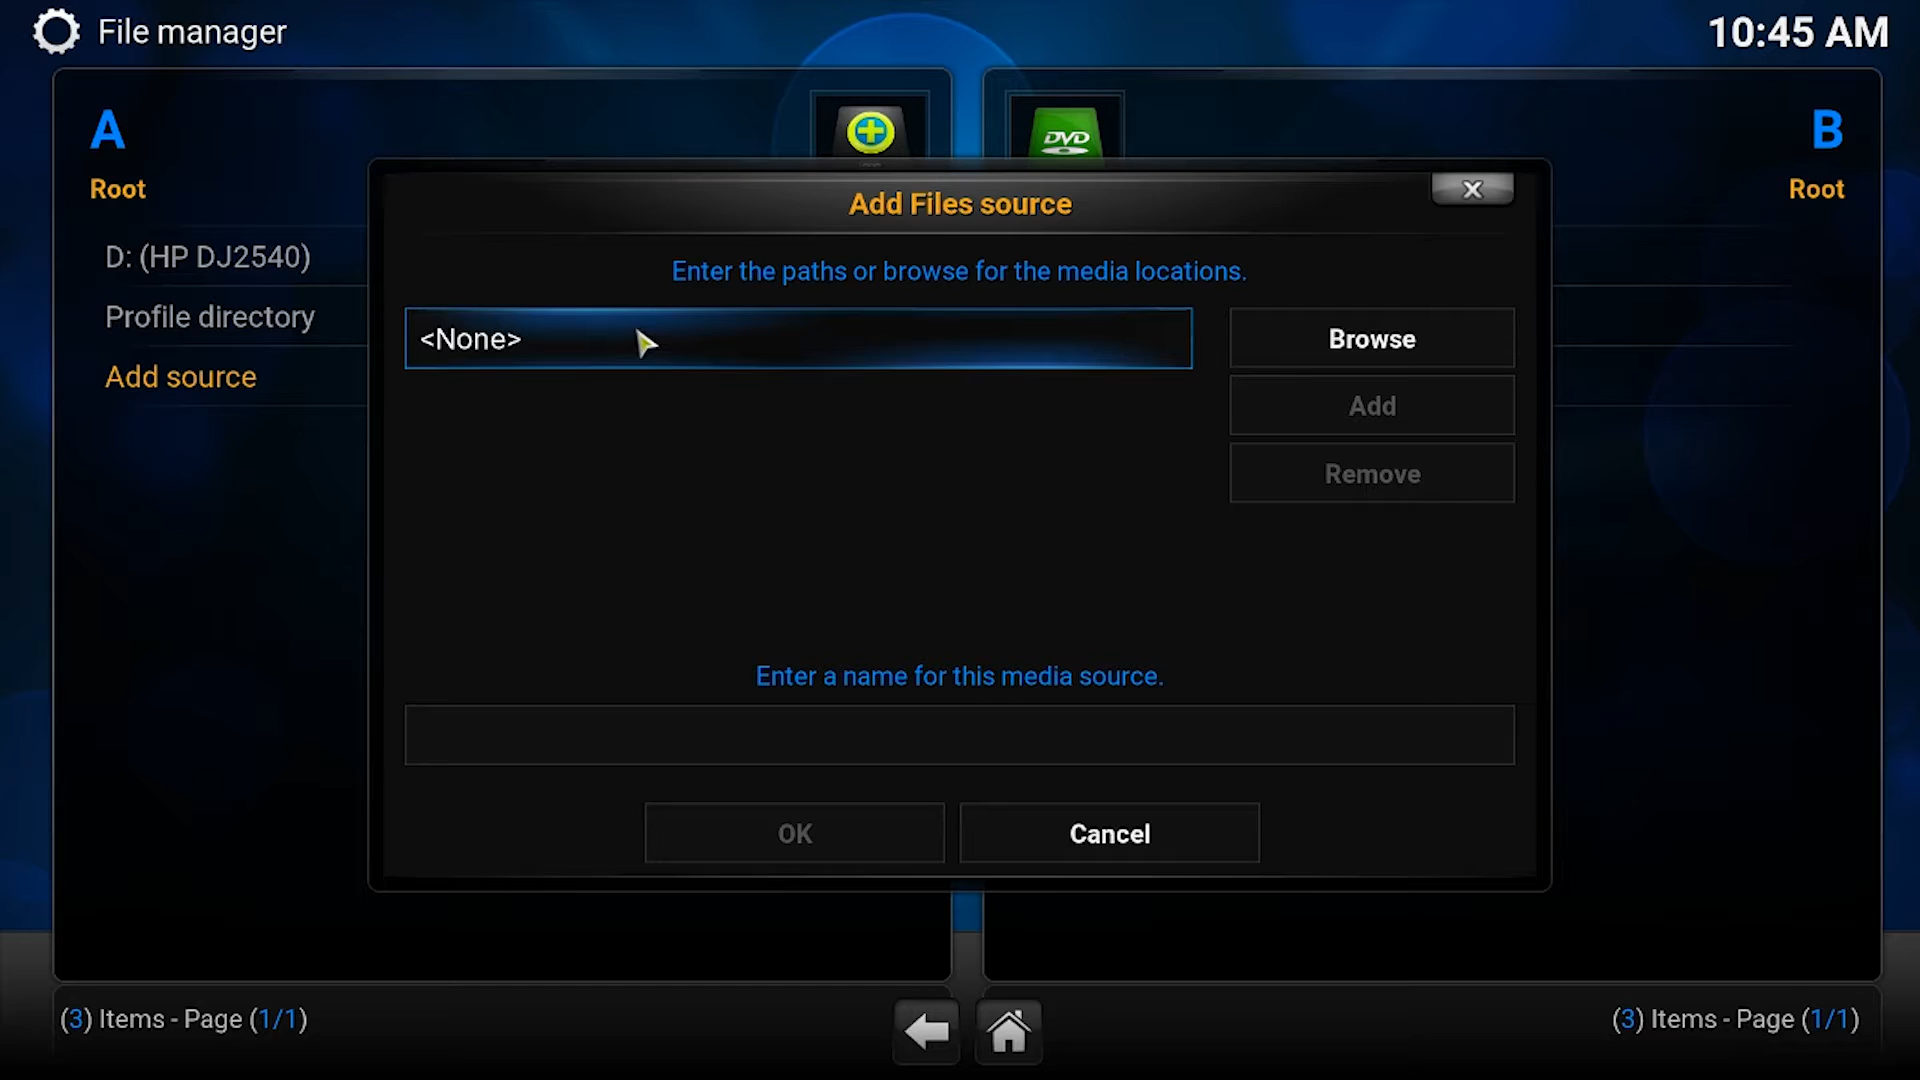 File manager
10:45 AM
A
B
DVD
Root
Root
Add Files source
X
D: (HP DJ2540)
Enter the paths or browse for the media locations.
Profile directory
<None>
Browse
Add source
Add
Remove
Enter a name for this media source.
OK
Cancel
(3) Items - Page (1/1)
(3) Items - Page (1/1)